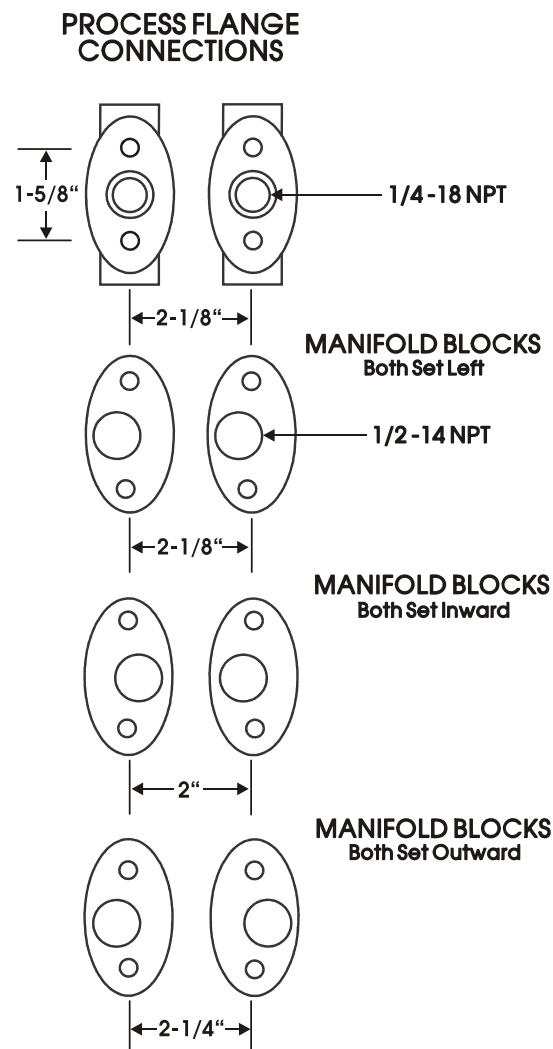 PROCESS FLANGE
CONNECTIONS
1-5/8“
1/4 -18 NPT
2-1/8“
MANIFOLD BLOCKS
Both Set Left
1/2 -14 NPT
2-1/8“
MANIFOLD BLOCKS
Both Set Inward
2“
MANIFOLD BLOCKS
Both Set Outward
2-1/4“